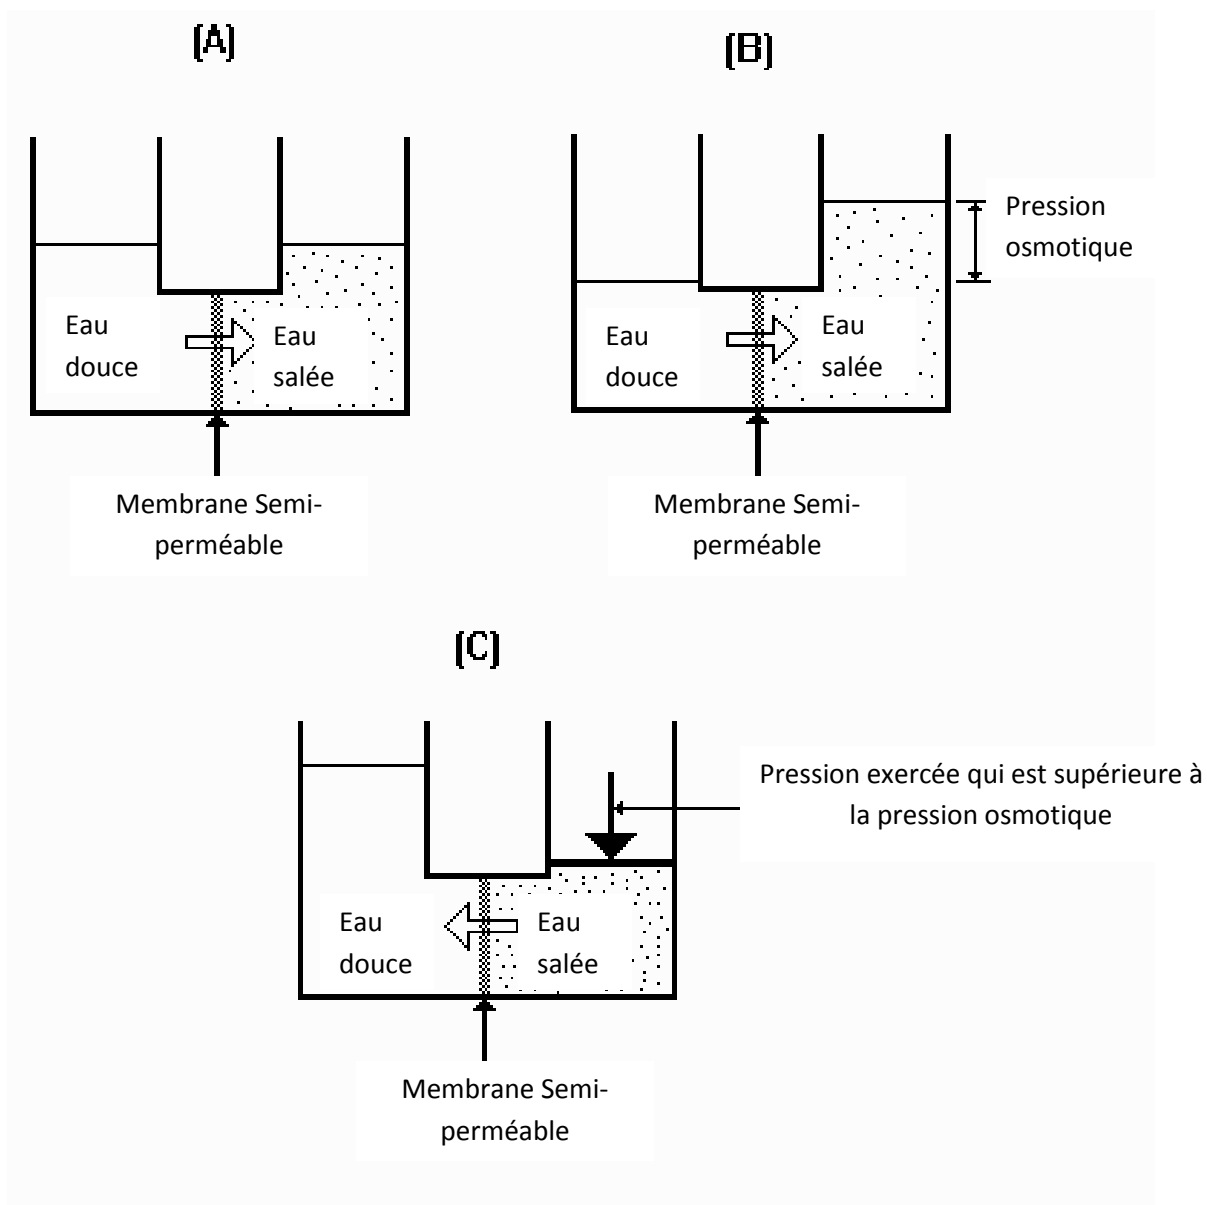 (A)
(B)
Pression
osmotique
Eau
douce
Eau
salée
Eau
douce
Eau
salée
Membrane Semi-
perméable
Membrane Semi-
perméable
(C)
Pression exercée qui est supérieure à
la pression osmotique
Eau
douce
Eau
salée
Membrane Semi-
perméable